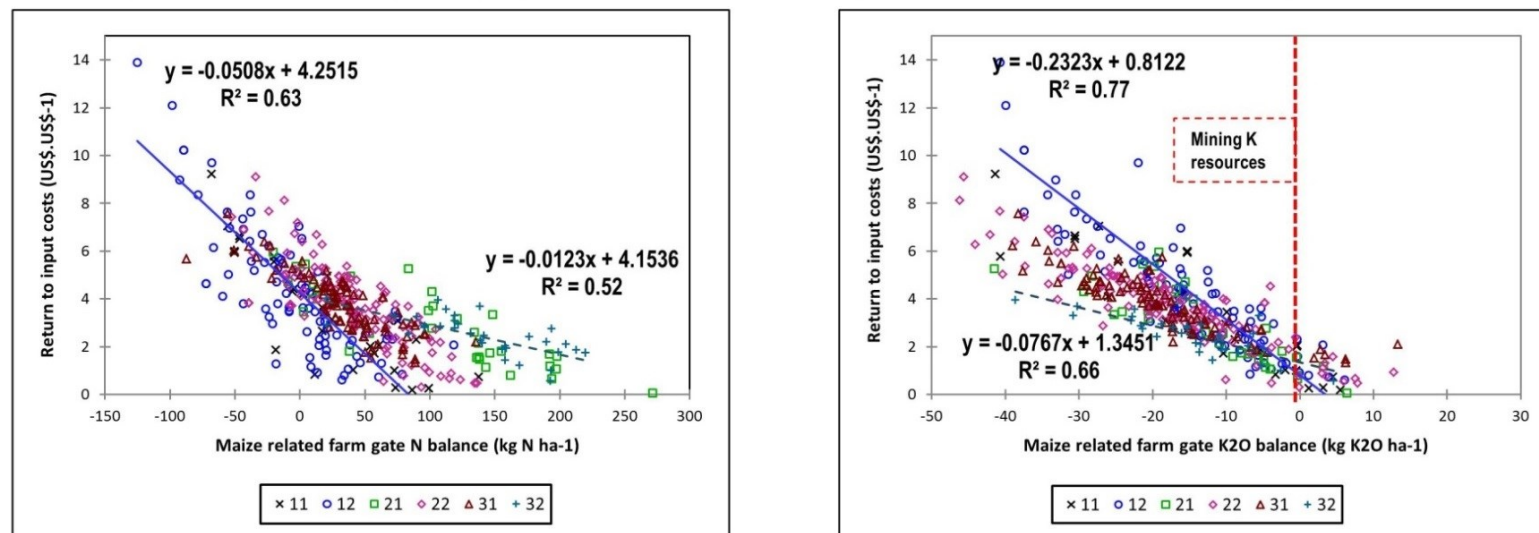 14
12
10
8
6
4
2
0
Return to input costs (US$.US$-1)
y = -0.0508x + 4.2515
R² = 0.63
y = -0.0123x + 4.1536
R² = 0.52
-150 -100 -50 0 50 100 150 200 250 300
Maize related farm gate N balance (kg N ha-1)
11 12 21 22 31 32
14
12
10
8
6
4
2
0
Return to input costs (US$.US$-1)
y = -0.2323x + 0.8122
R² = 0.77
Mining K
resources
y = -0.0767x + 1.3451
R² = 0.66
-50 -40 -30 -20 -10 0 10 20 30
Maize related farm gate K2O balance (kg K2O ha-1)
11 12 21 22 31 32